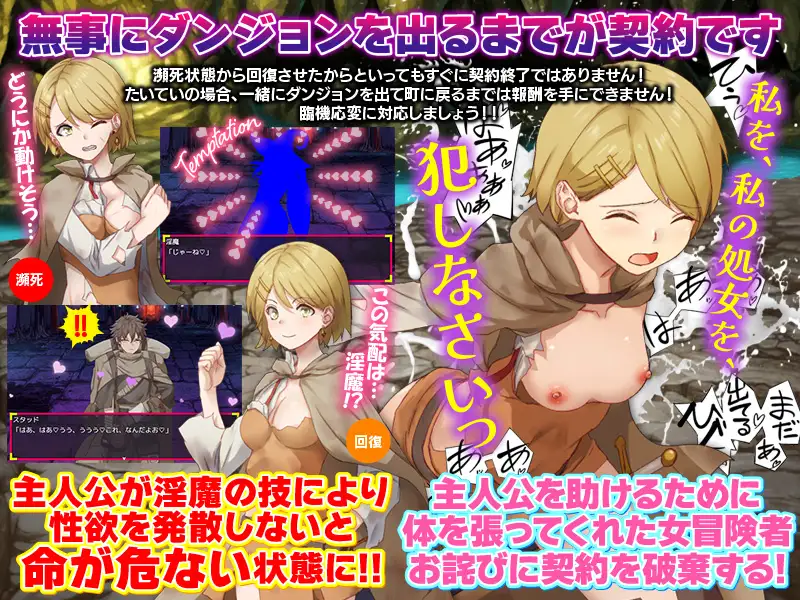 無事にダンジョンを出るまでが契約です
瀕死状態から回復させたからといってもすぐに契約終了ではありません!
たいていの場合、一緒にダンジョンを出て町に戻るまでは報酬を手にできません!
臨機応変に対応しましょう!!
どうにか動けそう…
瀕死
Temptation
淫魔
「じゃーね♡」
この気配は…
淫魔!?
回復
!!
スタッド
「はあ、はあ♡うう、うぅう♡これ、なんだよお♡」
主人公が淫魔の技により
性欲を発散しないと
命が危ない状態に!!
私を、私の処女を、
犯しなさいっ
ひぅ
あっ
は
まだ
出てる
び
あっ
あっ
主人公を助けるために
体を張ってくれた女冒険者
お詫びに契約を破棄する!